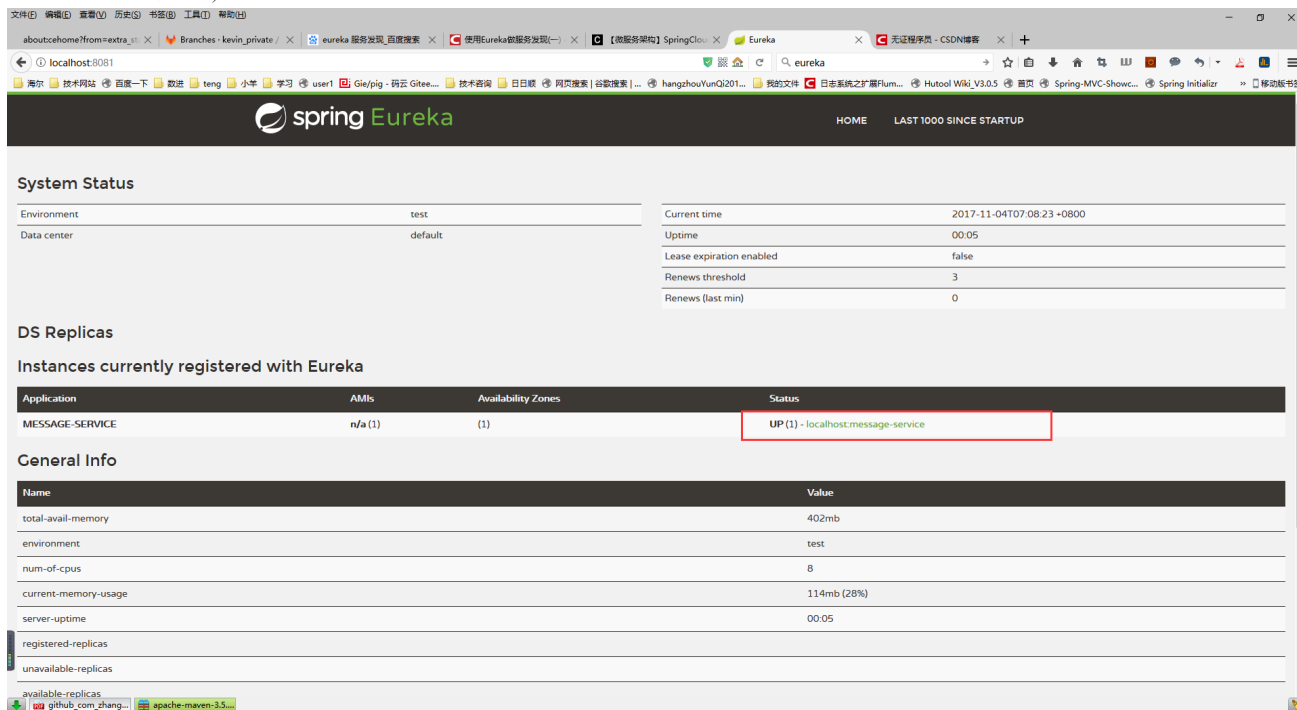 文件(F) 编辑(E) 查看(V) 历史(S) 书签(B) 工具(T) 帮助(H)
about:cehome?from=extra_st Branches · kevin_private / eureka 服务发现_百度搜索 使用Eureka做服务发现(一) 【微服务架构】SpringClou Eureka 无证程序员 - CSDN博客
localhost:8081 eureka
海尔 技术网站 百度一下 数进 teng 小羊 学习 user1 Gie/pig - 码云 Gitee.... 技术咨询 日日顺 网页搜索|谷歌搜索|... hangzhouYunQi201... 我的文件 日志系统之扩展Flum... Hutool Wiki_V3.0.5 首页 Spring-MVC-Showc... Spring Initializr » 移动版书签
spring Eureka HOME LAST 1000 SINCE STARTUP
System Status
Environment test Current time 2017-11-04T07:08:23 +0800
Data center default Uptime 00:05
Lease expiration enabled false
Renews threshold 3
Renews (last min) 0
DS Replicas
Instances currently registered with Eureka
Application AMIs Availability Zones Status
MESSAGE-SERVICE n/a (1) (1) UP (1) - localhost:message-service
General Info
Name Value
total-avail-memory 402mb
environment test
num-of-cpus 8
current-memory-usage 114mb (28%)
server-uptime 00:05
registered-replicas
unavailable-replicas
available-replicas
github_com_zhang... apache-maven-3.5....